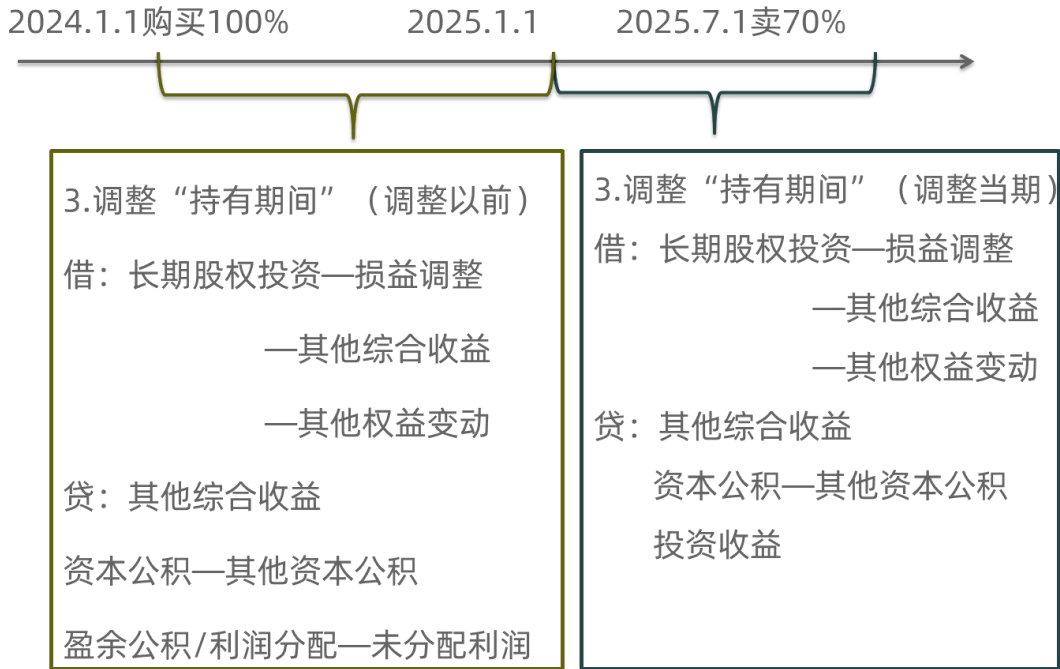 2024.1.1购买100%
2025.1.1
2025.7.1卖70%
3.调整“持有期间”（调整以前）
借：长期股权投资—损益调整
—其他综合收益
—其他权益变动
贷：其他综合收益
资本公积—其他资本公积
盈余公积/利润分配—未分配利润
3.调整“持有期间”（调整当期）
借：长期股权投资—损益调整
—其他综合收益
—其他权益变动
贷：其他综合收益
资本公积—其他资本公积
投资收益